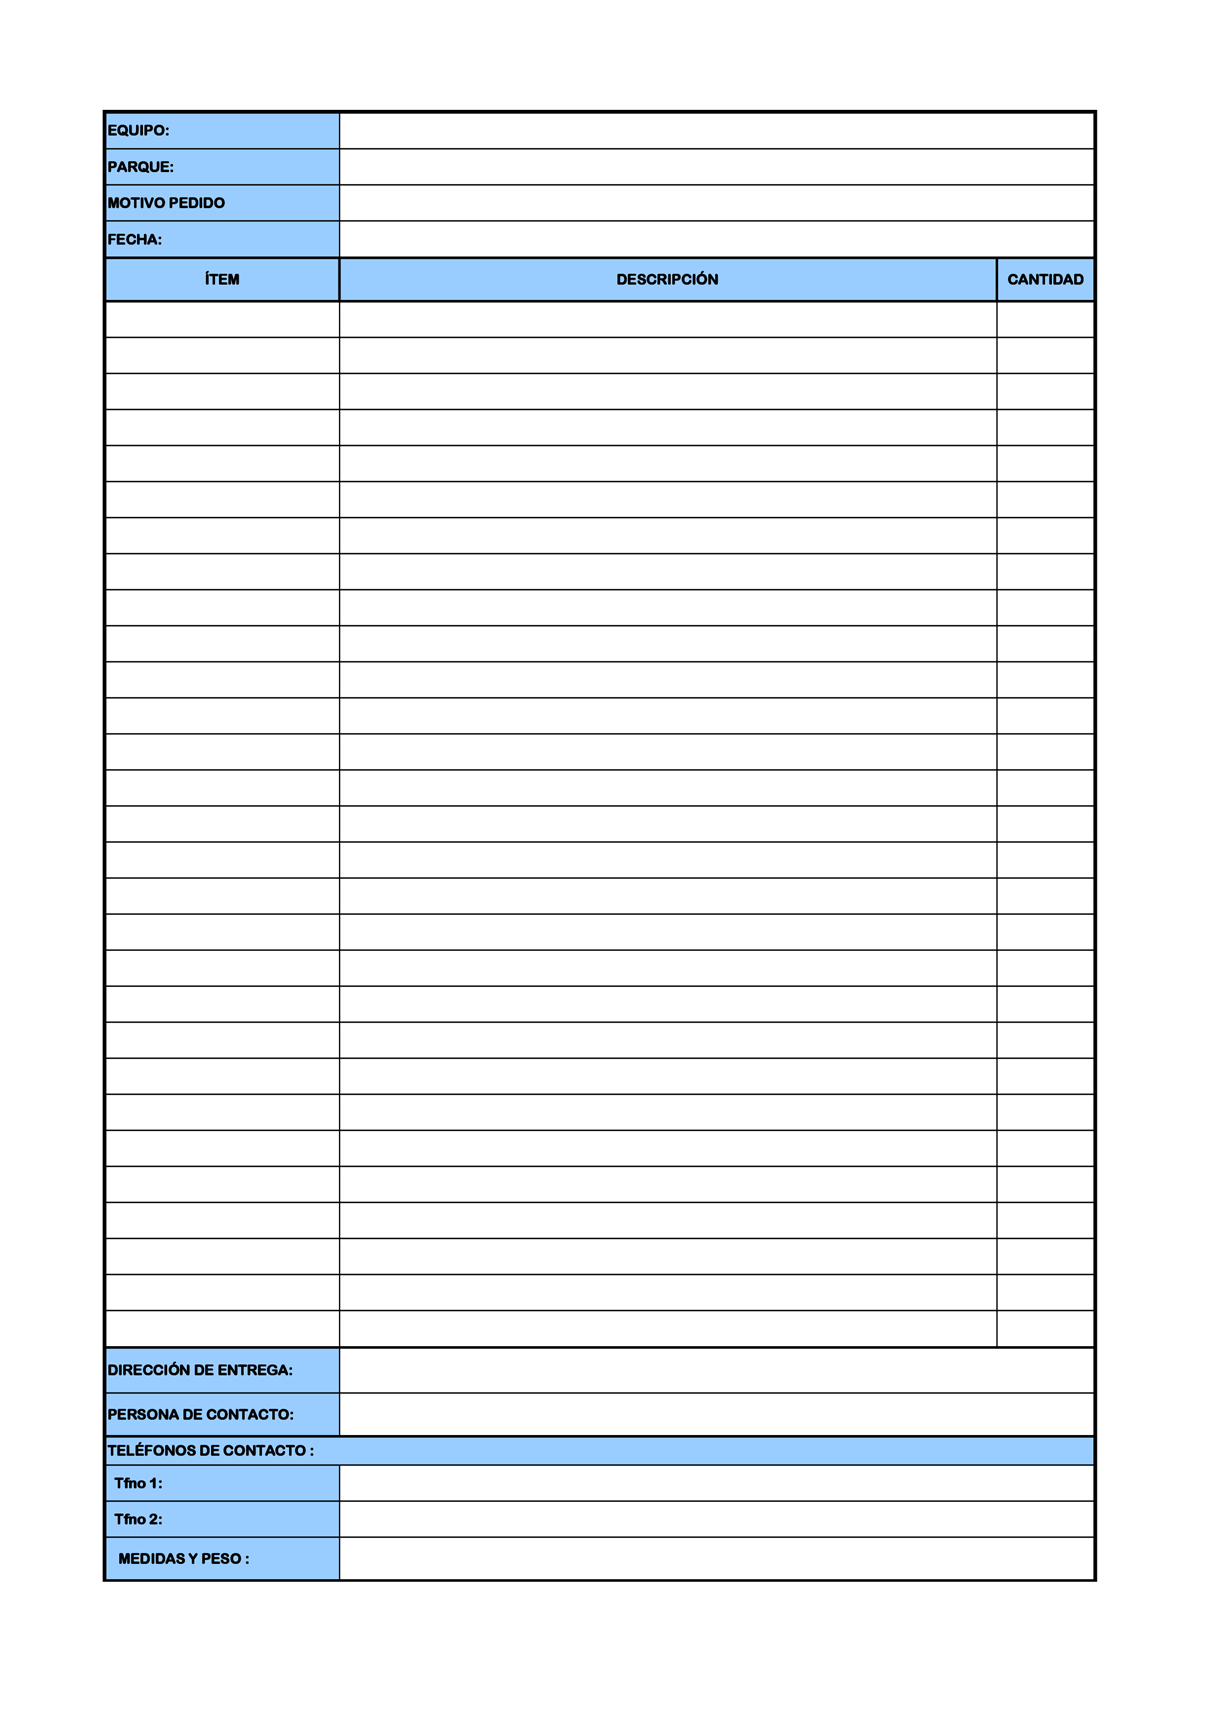 EQUIPO:
PARQUE:
MOTIVO PEDIDO
FECHA:
ÍTEM DESCRIPCIÓN CANTIDAD
DIRECCIÓN DE ENTREGA:
PERSONA DE CONTACTO:
TELÉFONOS DE CONTACTO :
Tfno 1:
Tfno 2:
MEDIDAS Y PESO :